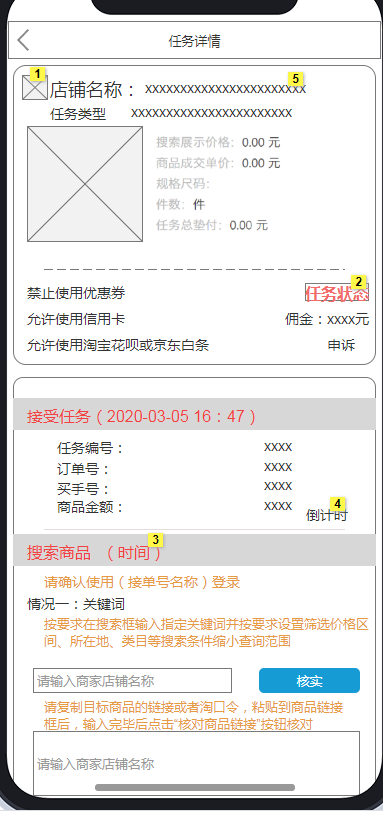 任务详情
1
5
店铺名称： xxxxxxxxxxxxxxxxxxxxxxx
任务类型 xxxxxxxxxxxxxxxxxxxxxxx
搜索展示价格：0.00 元
商品成交单价：0.00 元
规格尺码：
件数：件
任务总垫付：0.00 元
2
禁止使用优惠券 任务状态
允许使用信用卡 佣金：xxxx元
允许使用淘宝花呗或京东白条 申诉
接受任务（2020-03-05 16：47）
任务编号： xxxx
订单号： xxxx
买手号： xxxx
商品金额： xxxx
4
倒计时
3
搜索商品 （时间）
请确认使用（接单号名称）登录
情况一：关键词
按要求在搜索框输入指定关键词并按要求设置筛选价格区
间、所在地、类目等搜索条件缩小查询范围
请输入商家店铺名称 核实
请复制目标商品的链接或者淘口令，粘贴到商品链接
框后，输入完毕后点击“核对商品链接”按钮核对
请输入商家店铺名称